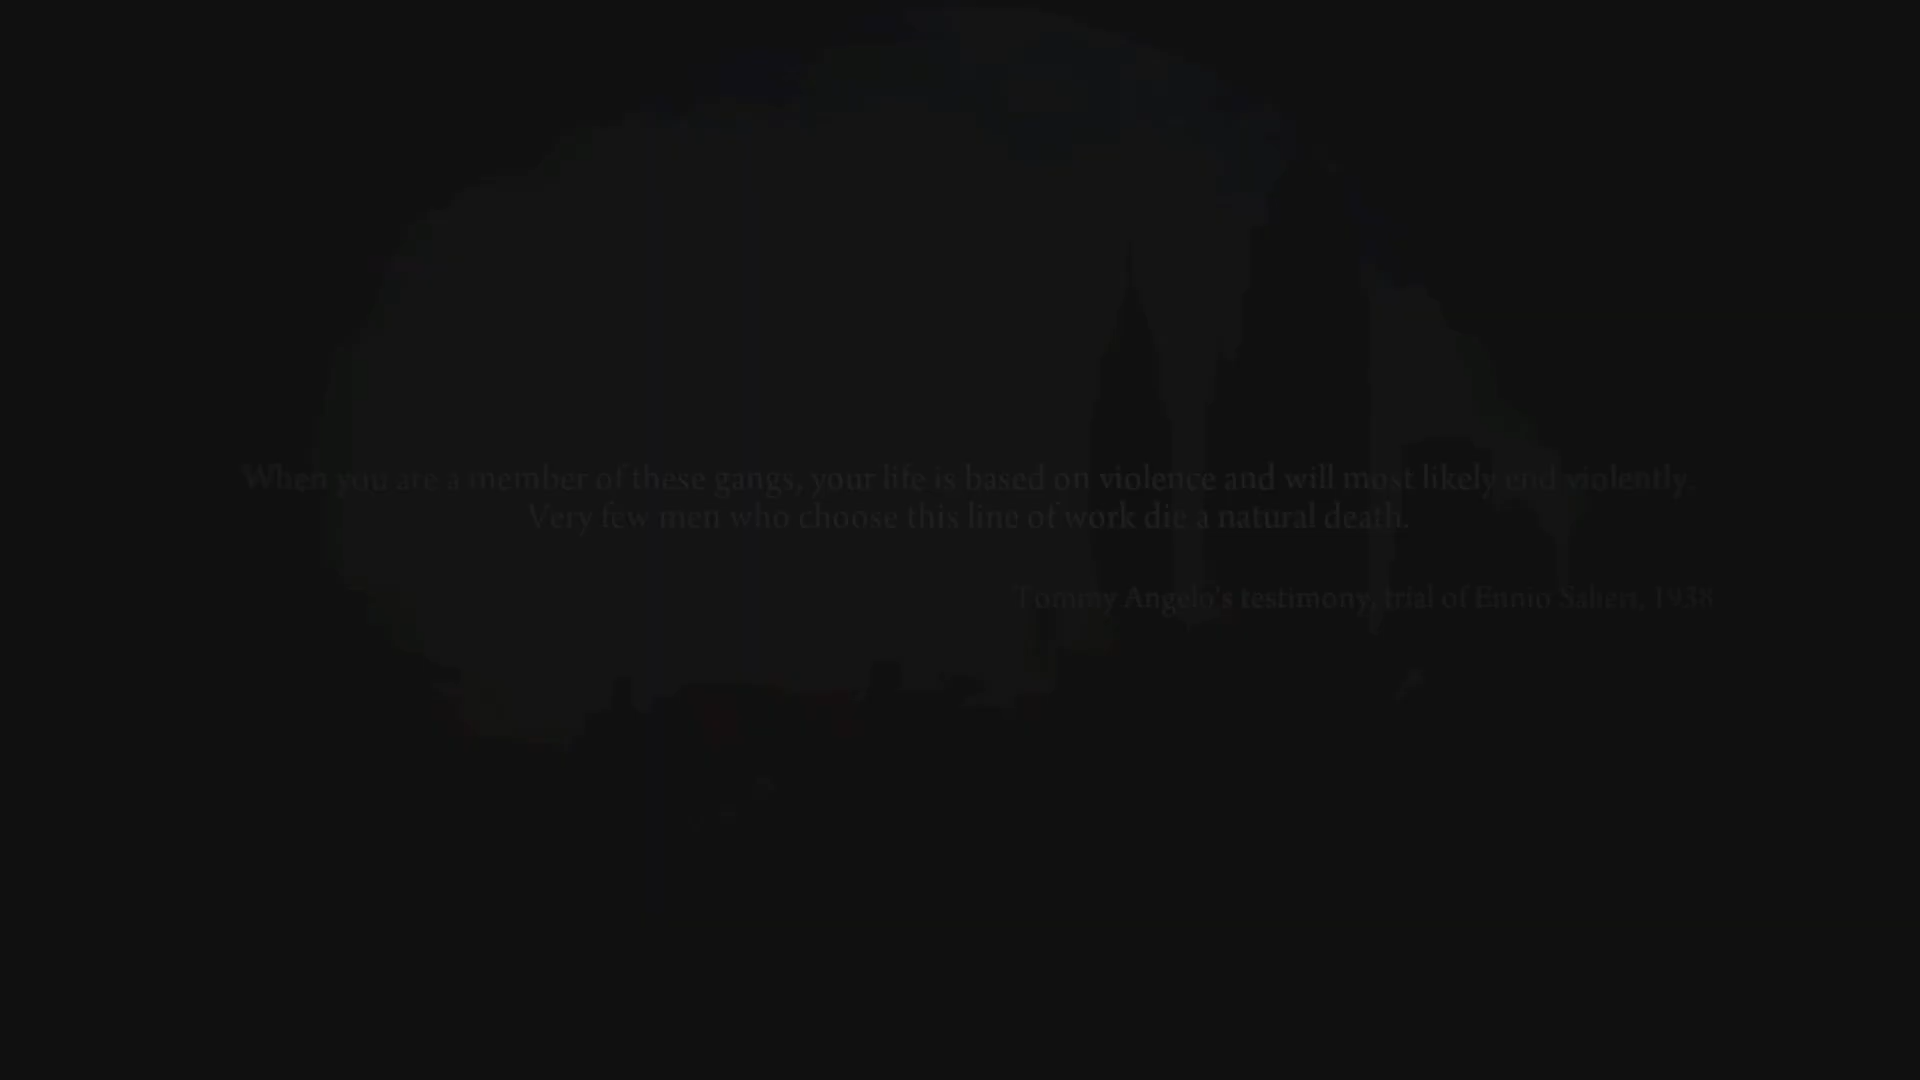 When you are a member of these gangs, your life is based on violence and will most likely end violently.
Very few men who choose this line of work die a natural death.
Tommy Angelo's testimony, trial of Ennio Salieri, 1938